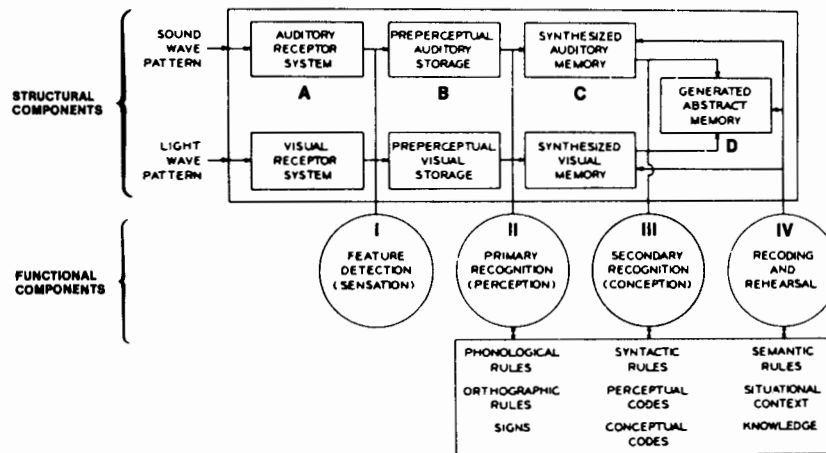 SOUND
WAVE
PATTERN
AUDITORY
RECEPTOR
SYSTEM
PREPERCEPTUAL
AUDITORY
STORAGE
SYNTHESIZED
AUDITORY
MEMORY
A
B
C
GENERATED
ABSTRACT
MEMORY
D
STRUCTURAL
COMPONENTS
LIGHT
WAVE
PATTERN
VISUAL
RECEPTOR
SYSTEM
PREPERCEPTUAL
VISUAL
STORAGE
SYNTHESIZED
VISUAL
MEMORY
FUNCTIONAL
COMPONENTS
I
FEATURE
DETECTION
(SENSATION)
II
PRIMARY
RECOGNITION
(PERCEPTION)
III
SECONDARY
RECOGNITION
(CONCEPTION)
IV
RECODING
AND
REHEARSAL
PHONOLOGICAL
RULES
ORTHOGRAPHIC
RULES
SIGNS
SYNTACTIC
RULES
PERCEPTUAL
CODES
CONCEPTUAL
CODES
SEMANTIC
RULES
SITUATIONAL
CONTEXT
KNOWLEDGE